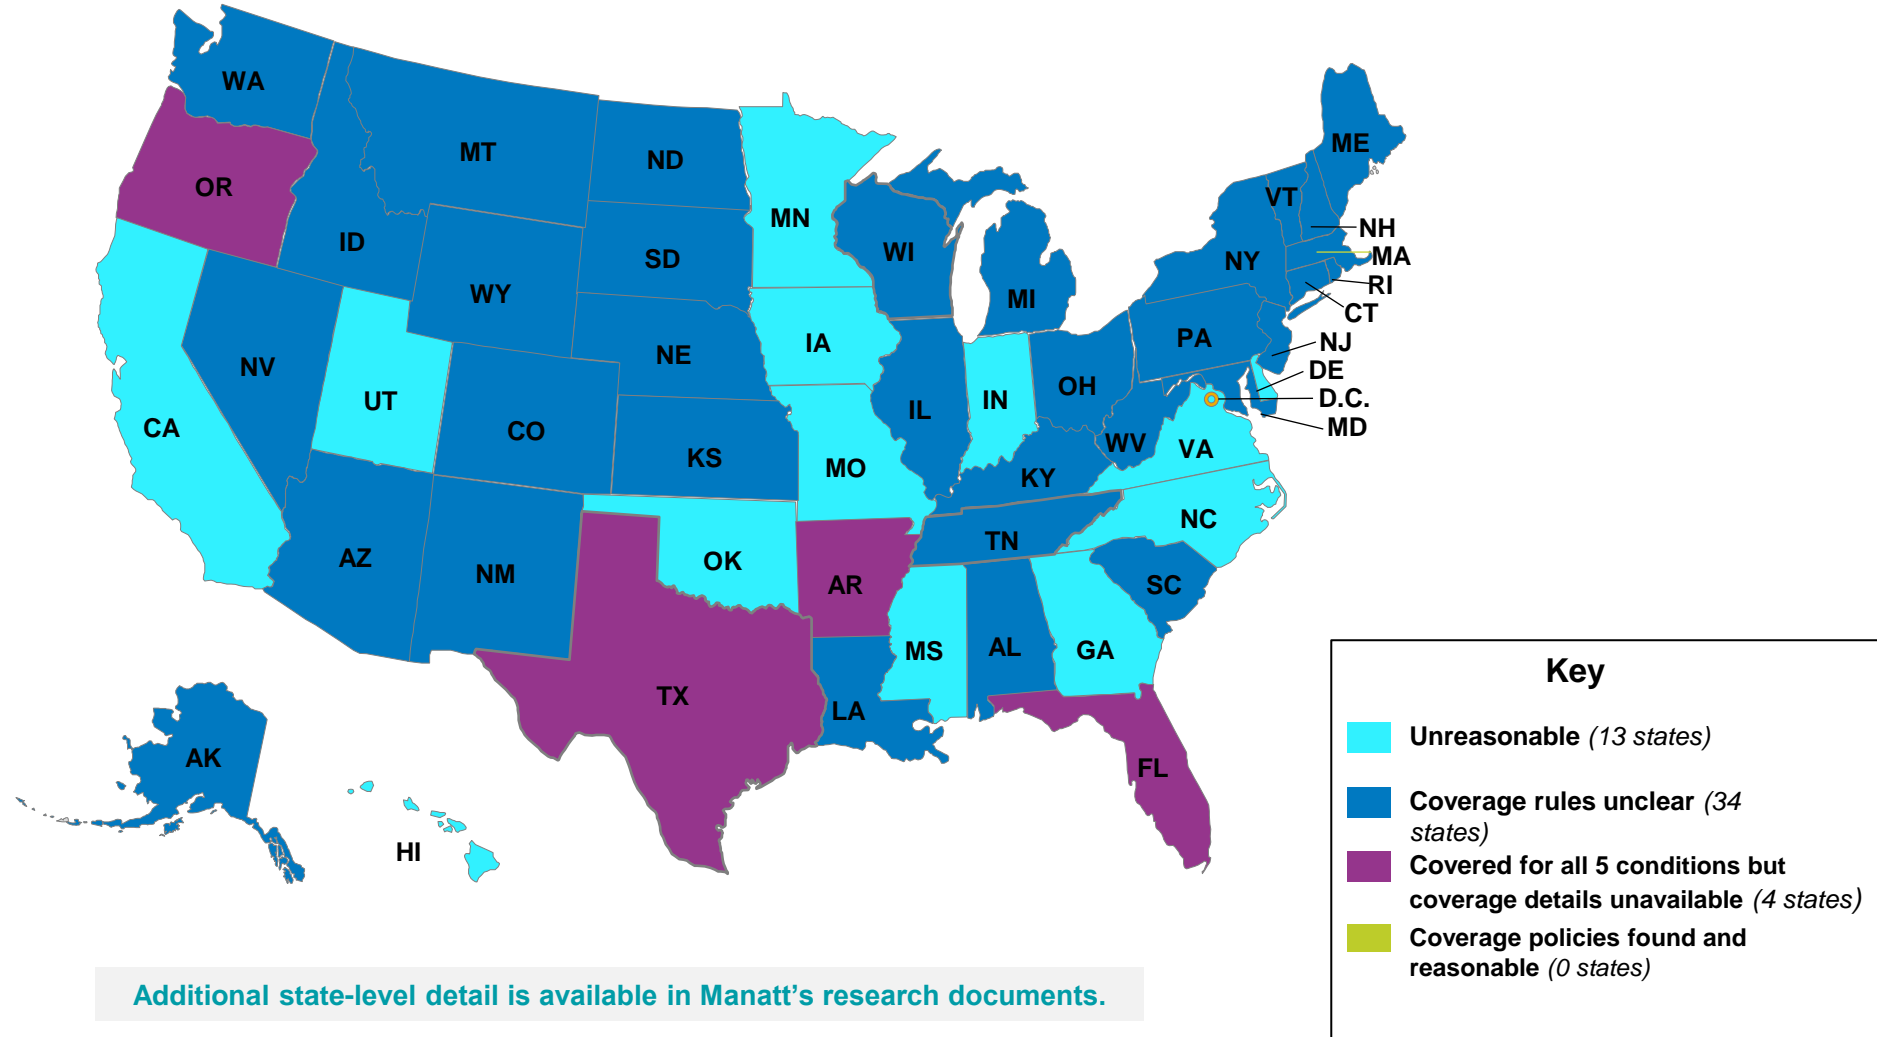 WA
ME
MT
ND
OR
VT
MN
NH
ID
WI
MA
SD
NY
RI
WY
MI
CT
PA
NJ
IA
NE
NV
DE
OH
UT
IN
D.C.
IL
CA
CO
MD
WV
VA
KS
MO
KY
NC
TN
AZ
OK
NM
AR
SC
MS
AL
GA
TX
LA
AK
FL
HI
Key
Unreasonable (13 states)
Coverage rules unclear (34
states)
Covered for all 5 conditions but
coverage details unavailable (4 states)
Coverage policies found and
reasonable (0 states)
Additional state-level detail is available in Manatt's research documents.